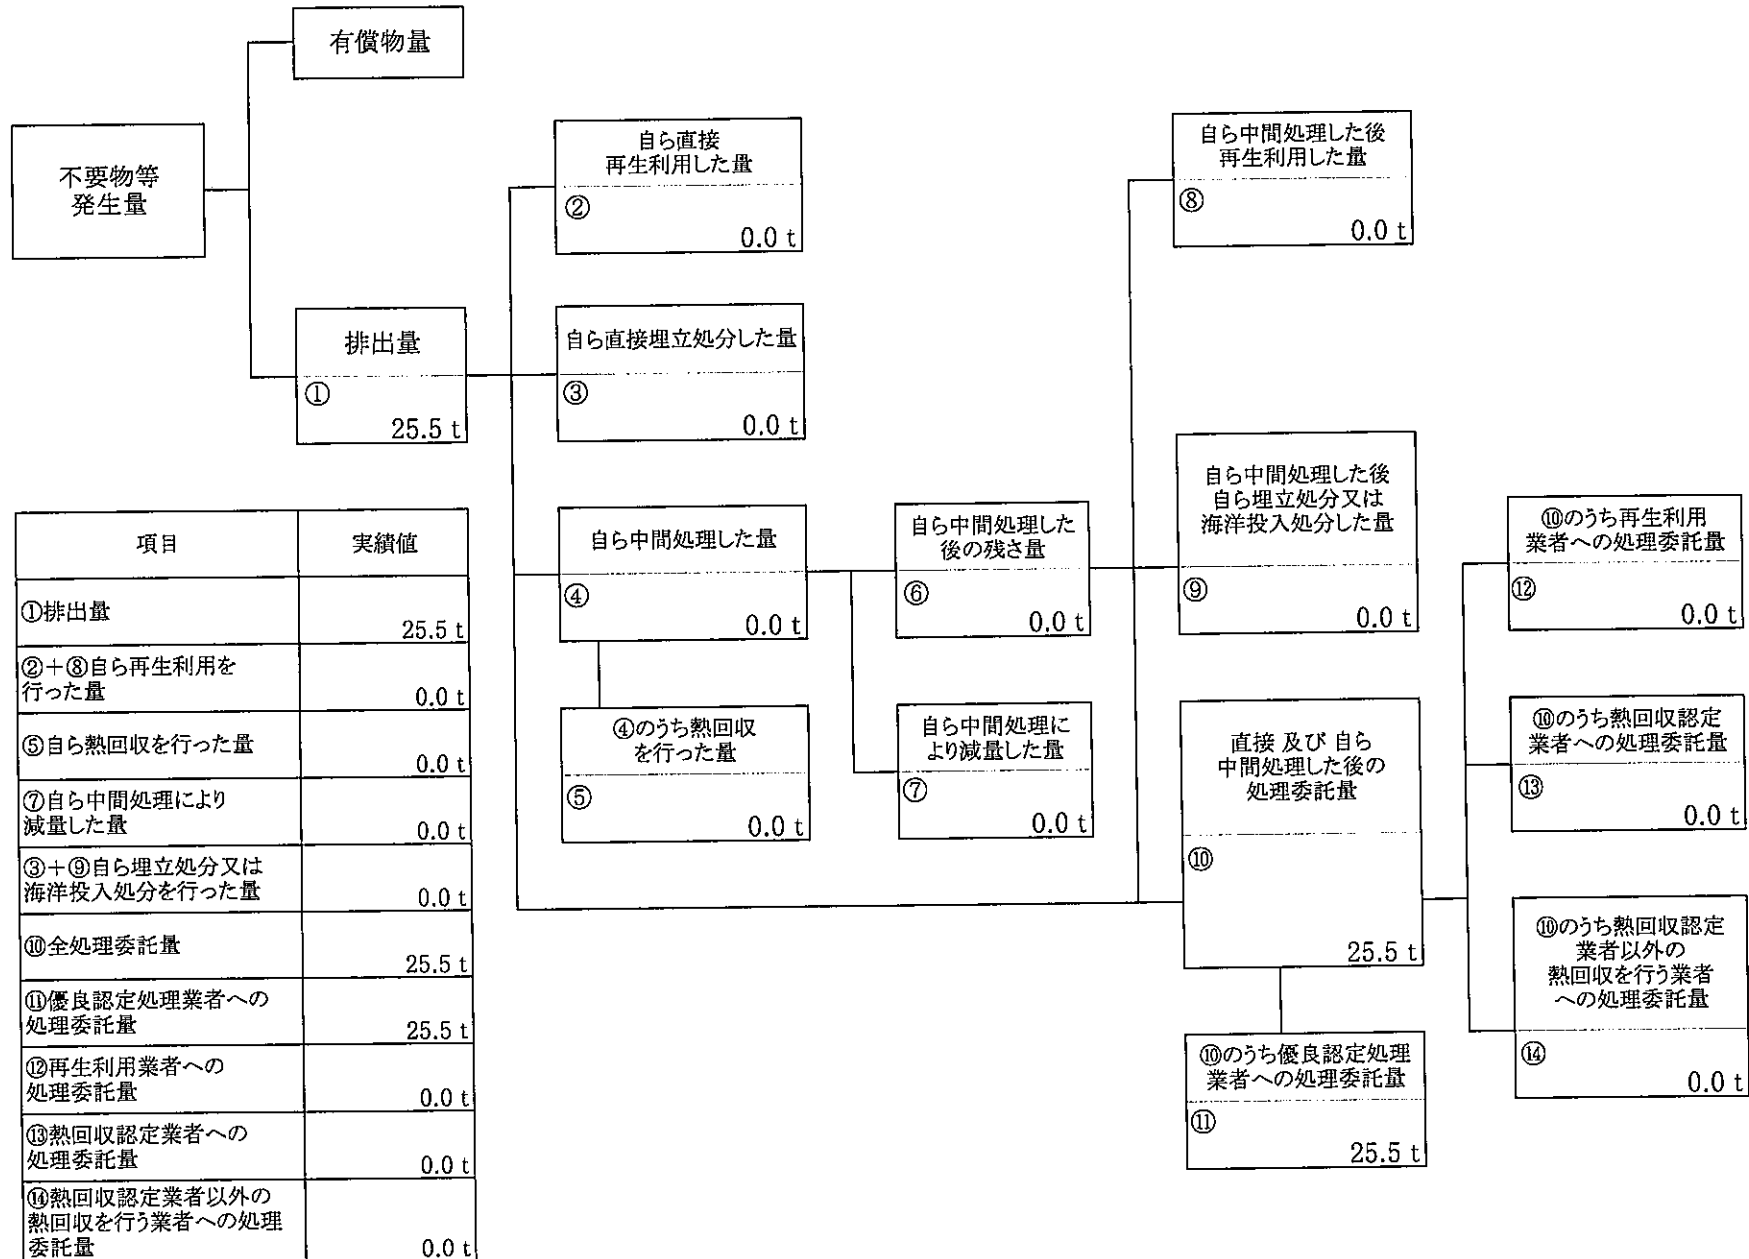 有償物量
不要物等
発生量
排出量
①
25.5 t
自ら直接
再生利用した量
②
0.0 t
自ら直接埋立処分した量
③
0.0 t
自ら中間処理した量
④
0.0 t
④のうち熱回収
を行った量
⑤
0.0 t
自ら中間処理した
後の残さ量
⑥
0.0 t
自ら中間処理に
より減量した量
⑦
0.0 t
自ら中間処理した後
再生利用した量
⑧
0.0 t
自ら中間処理した後
自ら埋立処分又は
海洋投入処分した量
⑨
0.0 t
直接 及び 自ら
中間処理した後の
処理委託量
⑩
25.5 t
⑩のうち優良認定処理
業者への処理委託量
⑪
25.5 t
⑩のうち再生利用
業者への処理委託量
⑫
0.0 t
⑩のうち熱回収認定
業者への処理委託量
⑬
0.0 t
⑩のうち熱回収認定
業者以外の
熱回収を行う業者
への処理委託量
⑭
0.0 t
項目 実績値
①排出量
25.5 t
②+⑧自ら再生利用を
行った量
0.0 t
⑤自ら熱回収を行った量
0.0 t
⑦自ら中間処理により
減量した量
0.0 t
③+⑨自ら埋立処分又は
海洋投入処分を行った量
0.0 t
⑩全処理委託量
25.5 t
⑪優良認定処理業者への
処理委託量
25.5 t
⑫再生利用業者への
処理委託量
0.0 t
⑬熱回収認定業者への
処理委託量
0.0 t
⑭熱回収認定業者以外の
熱回収を行う業者への処理
委託量
0.0 t